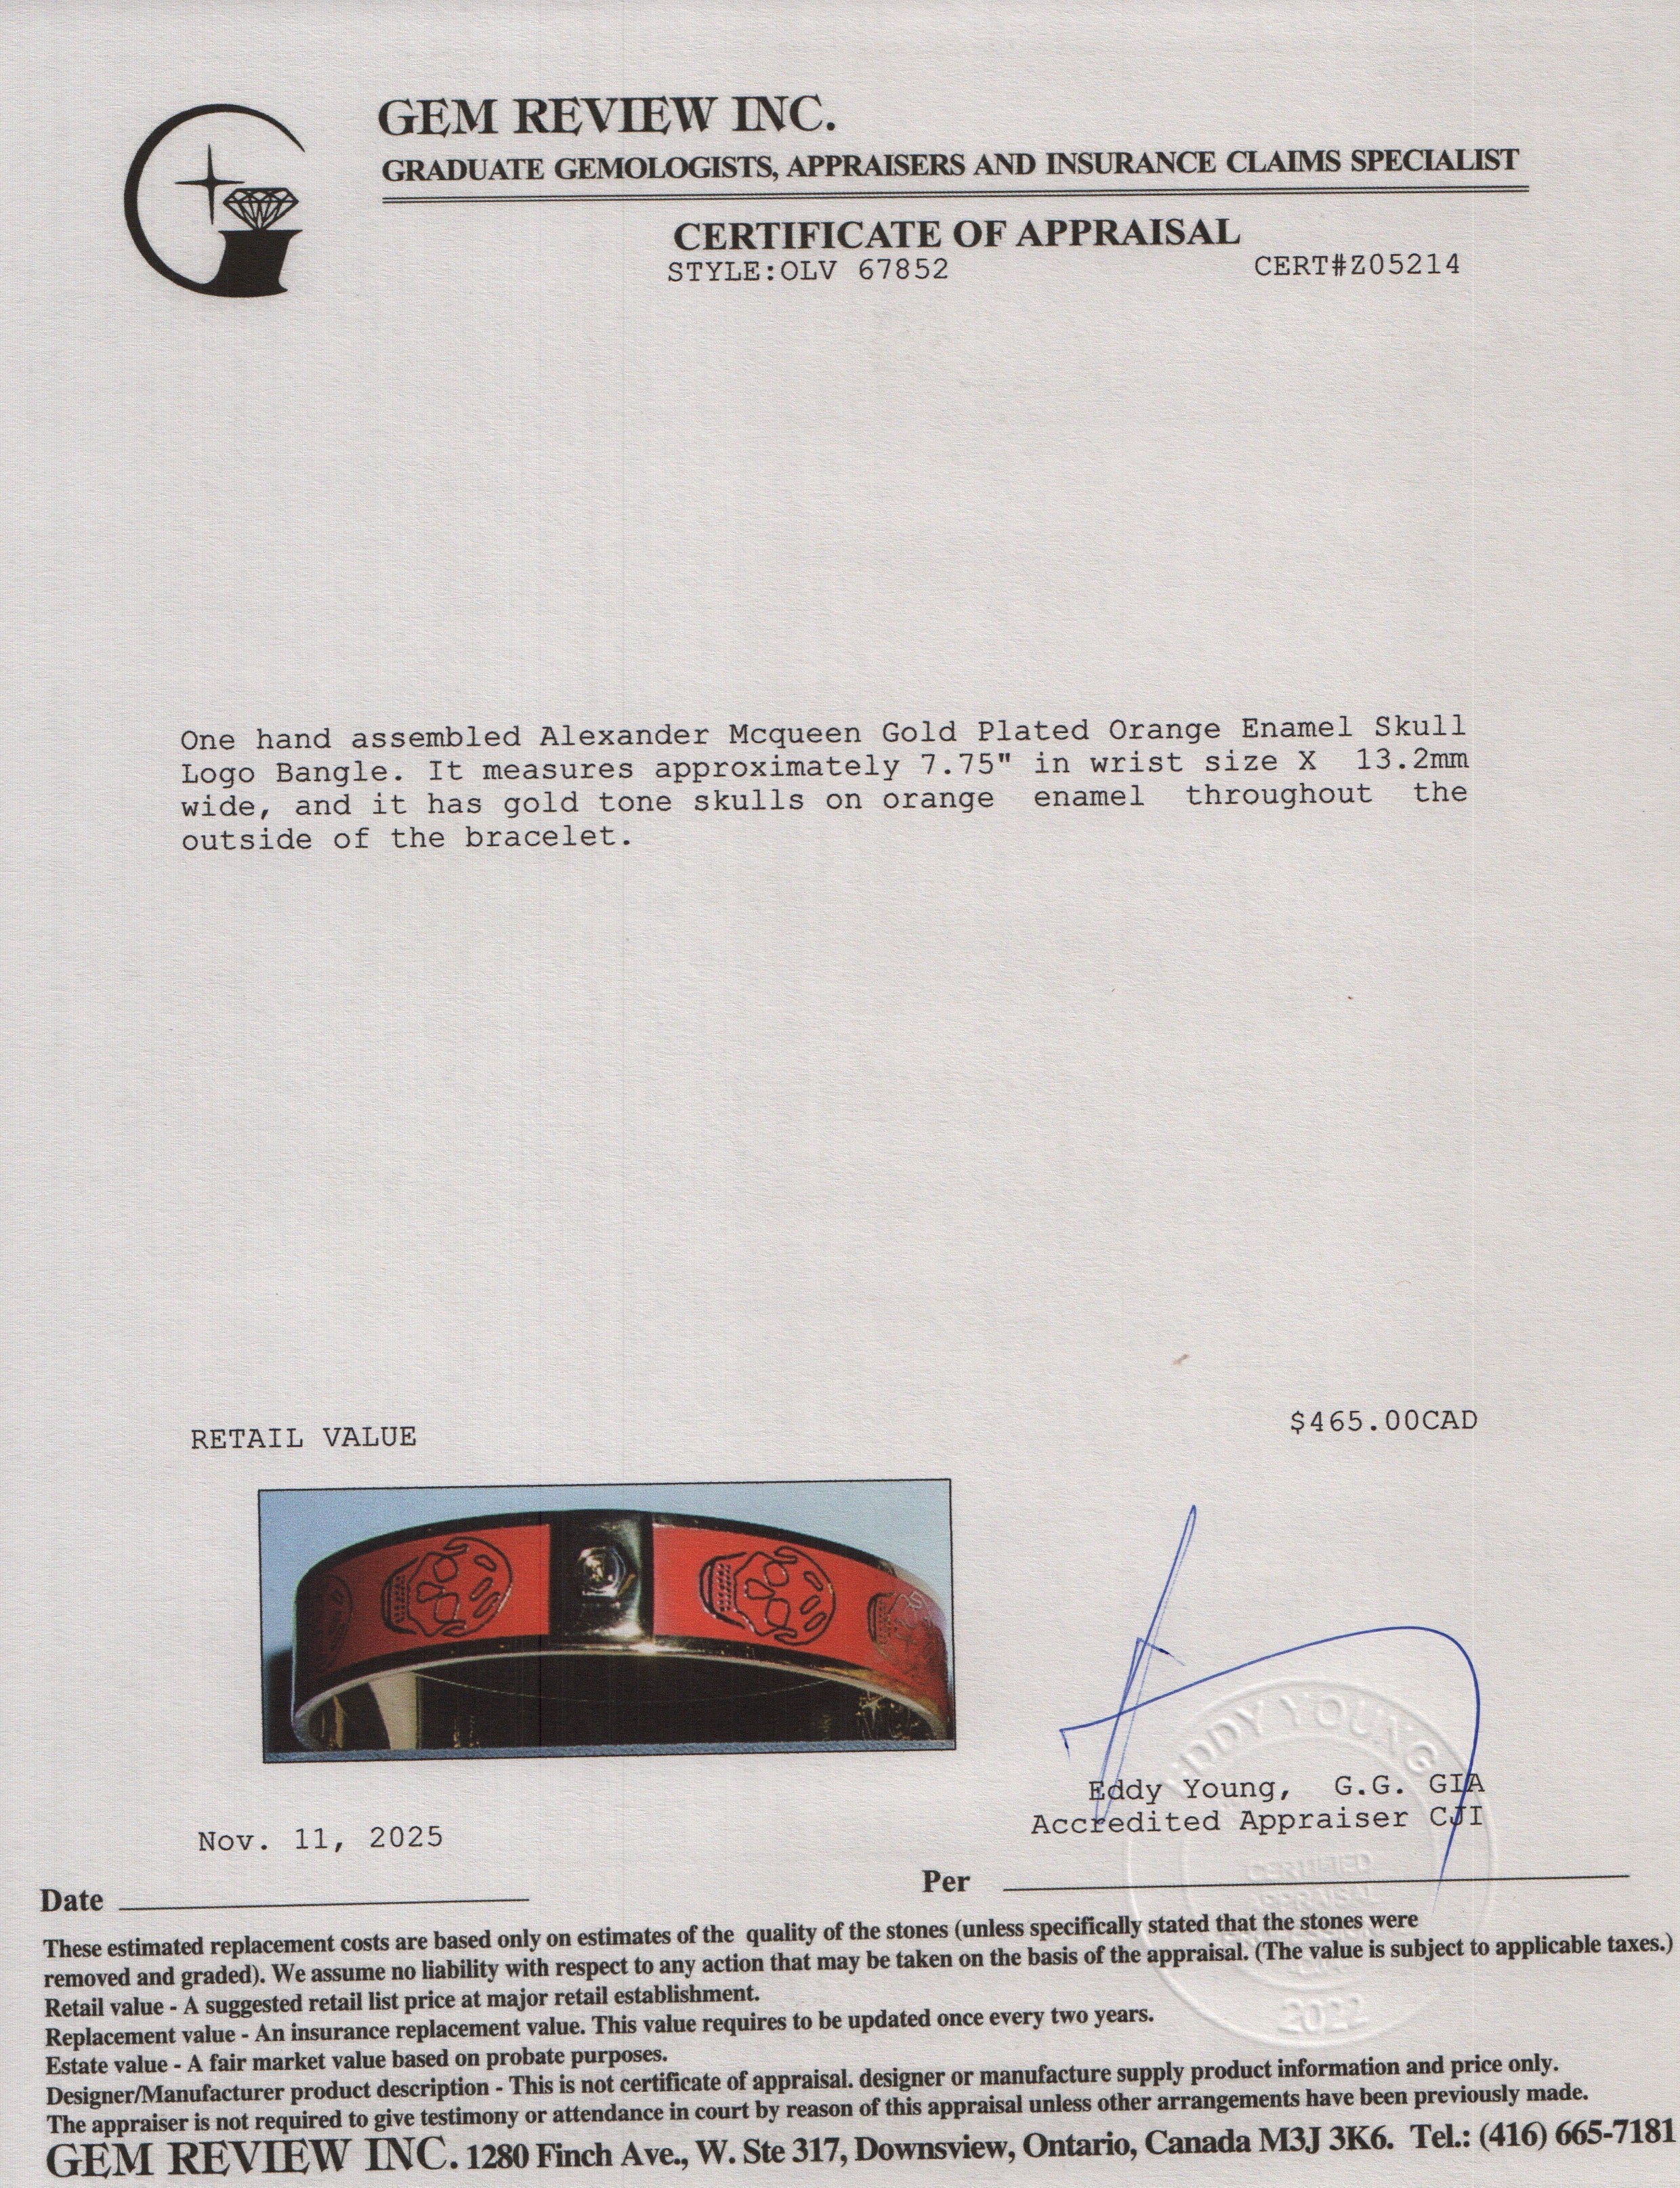 GEM REVIEW INC.
GRADUATE GEMOLOGISTS, APPRAISERS AND INSURANCE CLAIMS SPECIALIST
CERTIFICATE OF APPRAISAL
STYLE:OLV 67852 CERT#Z05214
One hand assembled Alexander Mcqueen Gold Plated Orange Enamel Skull
Logo Bangle. It measures approximately 7.75" in wrist size X 13.2mm
wide, and it has gold tone skulls on orange enamel throughout the
outside of the bracelet.
RETAIL VALUE $465.00CAD
EDDY YOUNG
Eddy Young, G.G. GIA
Accredited Appraiser CJI
CERTIFIED
APPRAISAL
2022
Nov. 11, 2025
Date Per
These estimated replacement costs are based only on estimates of the quality of the stones (unless specifically stated that the stones were
removed and graded). We assume no liability with respect to any action that may be taken on the basis of the appraisal. (The value is subject to applicable taxes.)
Retail value - A suggested retail list price at major retail establishment.
Replacement value - An insurance replacement value. This value requires to be updated once every two years.
Estate value - A fair market value based on probate purposes.
Designer/Manufacturer product description - This is not certificate of appraisal. designer or manufacture supply product information and price only.
The appraiser is not required to give testimony or attendance in court by reason of this appraisal unless other arrangements have been previously made.
GEM REVIEW INC. 1280 Finch Ave., W. Ste 317, Downsview, Ontario, Canada M3J 3K6. Tel.: (416) 665-7181